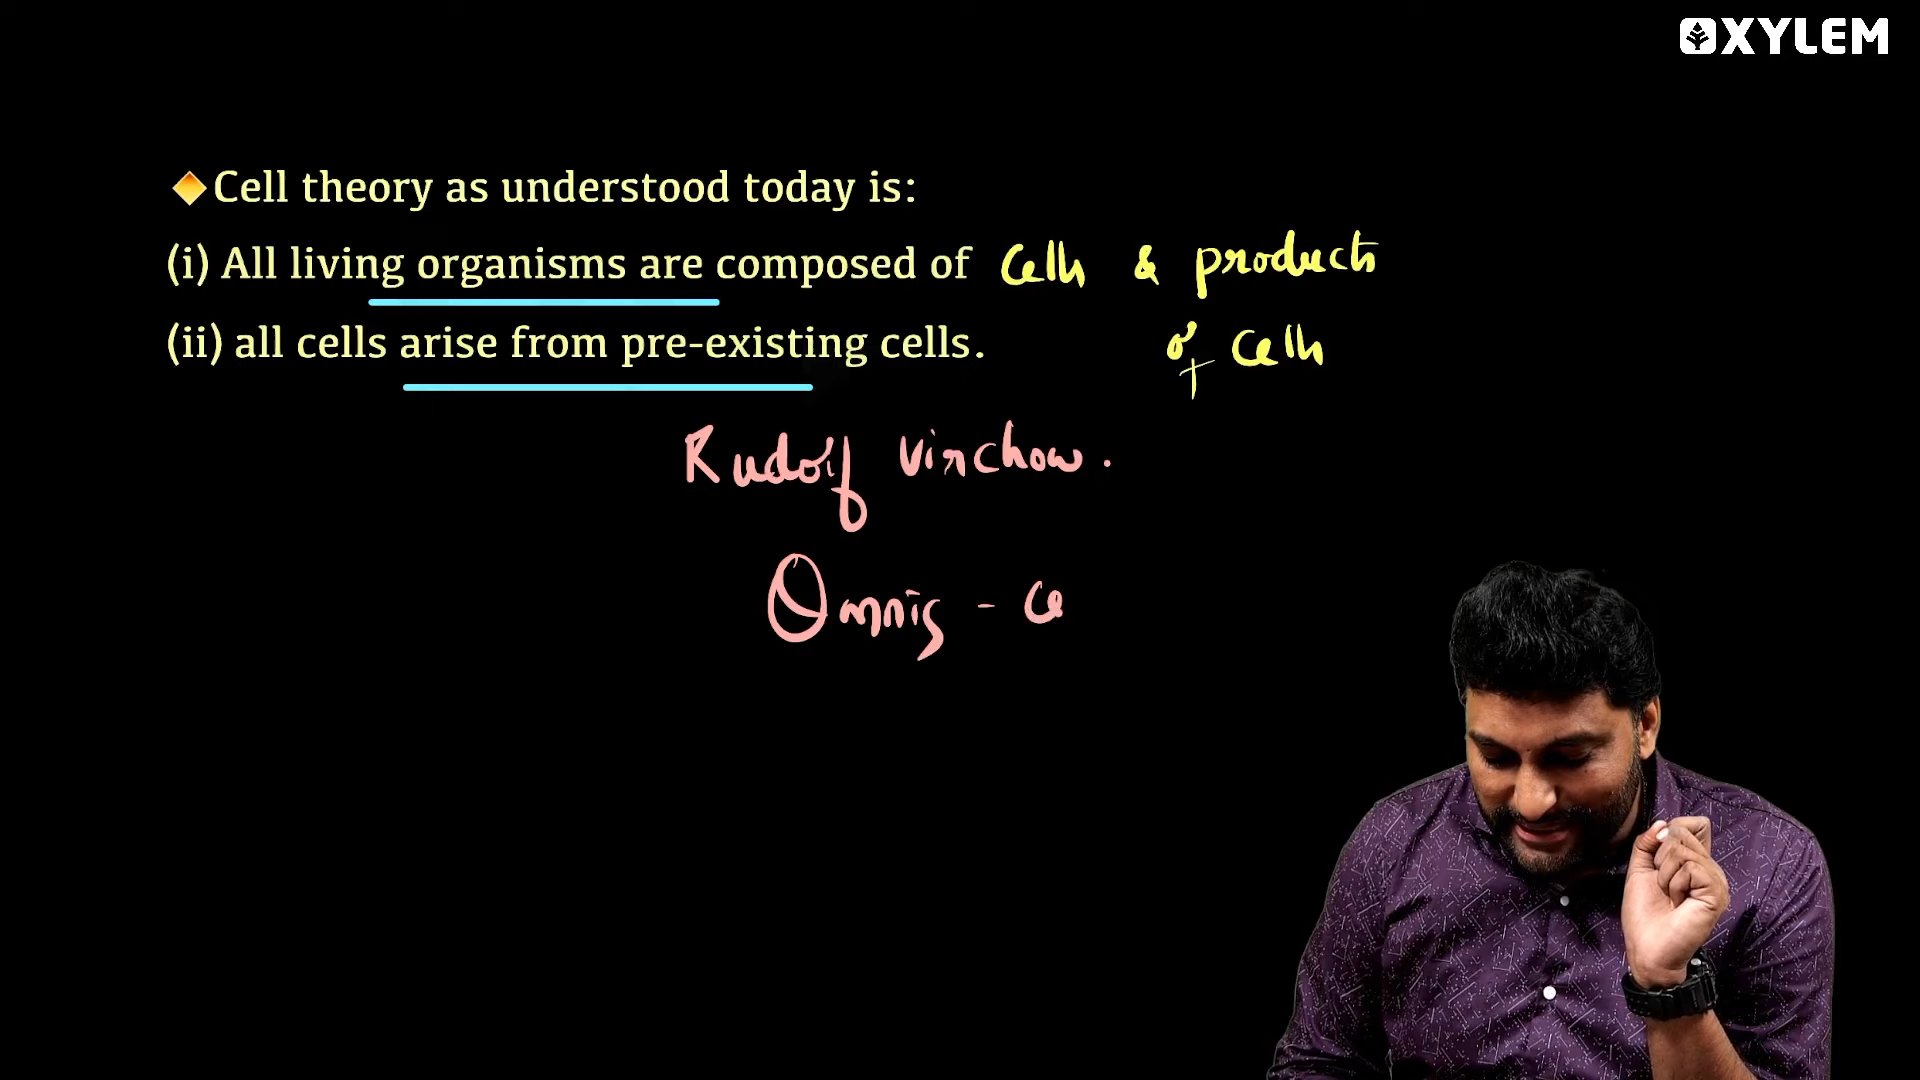 XYLEM
Cell theory as understood today is:
(i) All living organisms are composed of Cells & products
of Cells
(ii) all cells arise from pre-existing cells.
Rudolf Virchow.
Omnis - Ce